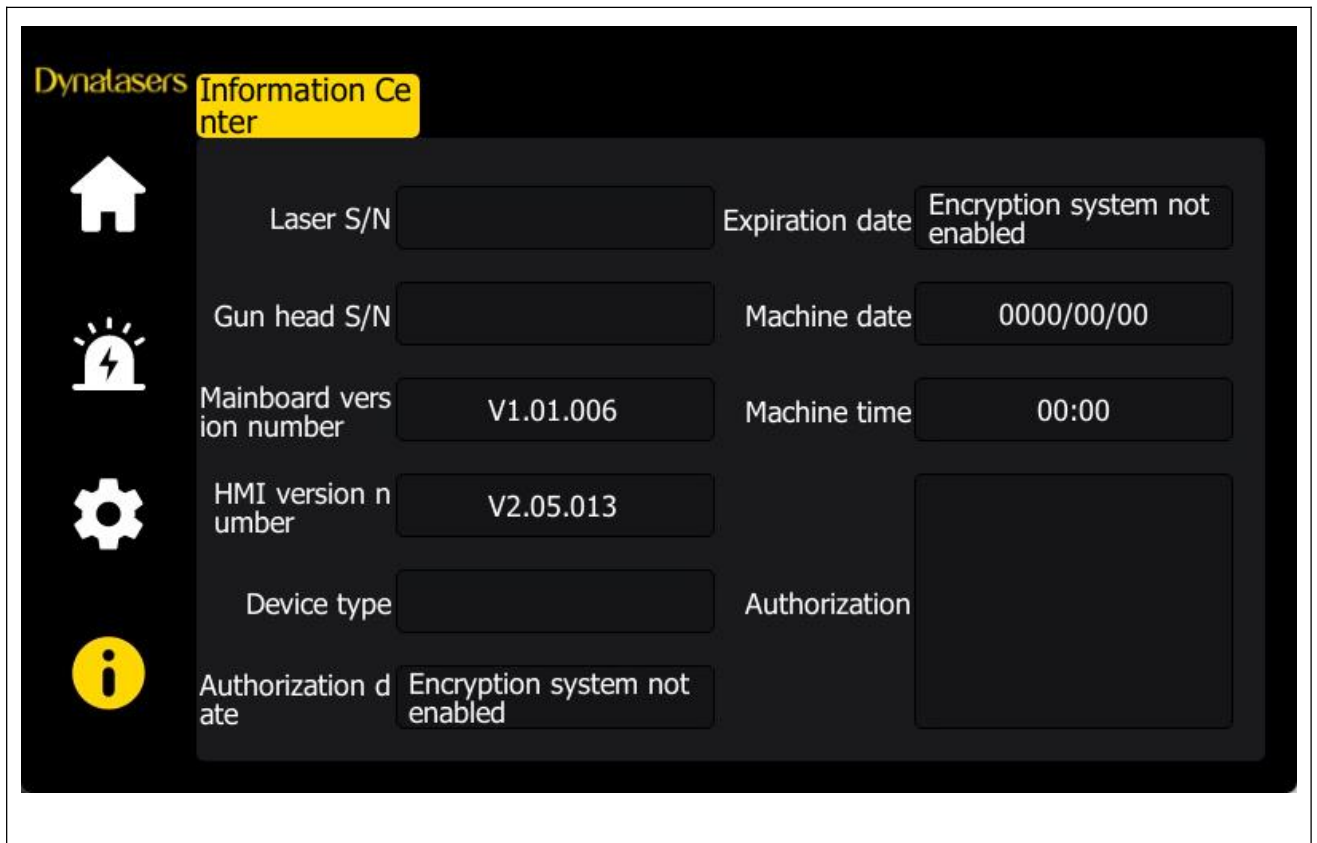 Dynalasers
Information Ce
nter
Laser S/N
Expiration date
Encryption system not
enabled
Gun head S/N
Machine date
0000/00/00
Mainboard vers
ion number
V1.01.006
Machine time
00:00
HMI version n
umber
V2.05.013
Device type
Authorization
Authorization d
ate
Encryption system not
enabled